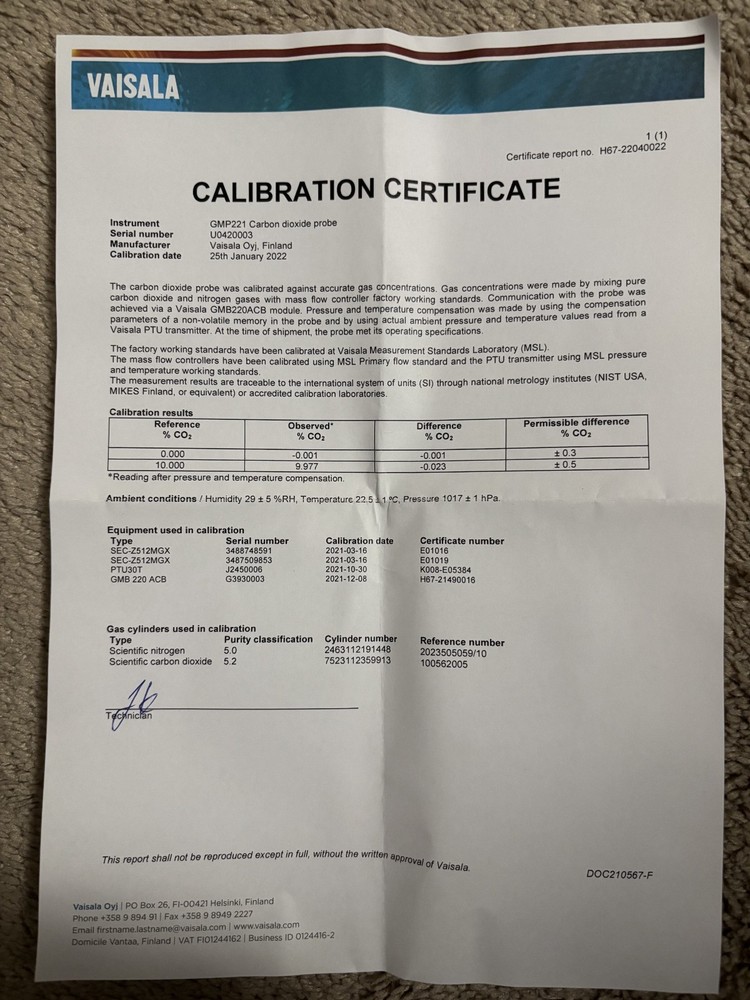 VAISALA
1 (1)
Certificate report no. H67-22040022
CALIBRATION CERTIFICATE
Instrument GMP221 Carbon dioxide probe
Serial number U0420003
Manufacturer Vaisala Oyj, Finland
Calibration date 25th January 2022
The carbon dioxide probe was calibrated against accurate gas concentrations. Gas concentrations were made by mixing pure
carbon dioxide and nitrogen gases with mass flow controller factory working standards. Communication with the probe was
achieved via a Vaisala GMB220ACB module. Pressure and temperature compensation was made by using the compensation
parameters of a non-volatile memory in the probe and by using actual ambient pressure and temperature values read from a
Vaisala PTU transmitter. At the time of shipment, the probe met its operating specifications.
The factory working standards have been calibrated at Vaisala Measurement Standards Laboratory (MSL).
The mass flow controllers have been calibrated using MSL Primary flow standard and the PTU transmitter using MSL pressure
and temperature working standards.
The measurement results are traceable to the international system of units (SI) through national metrology institutes (NIST USA,
MIKES Finland, or equivalent) or accredited calibration laboratories.
Calibration results
Reference Observed* Difference Permissible difference
% CO₂ % CO₂ % CO₂ % CO₂
0.000 -0.001 -0.001 ± 0.3
10.000 9.977 -0.023 ± 0.5
*Reading after pressure and temperature compensation.
Ambient conditions / Humidity 29 ± 5 %RH, Temperature 22.5 ± 1 °C, Pressure 1017 ± 1 hPa.
Equipment used in calibration
Type Serial number Calibration date Certificate number
SEC-Z512MGX 3488748591 2021-03-16 E01016
SEC-Z512MGX 3487509853 2021-03-16 E01019
PTU30T J2450006 2021-10-30 K008-E05384
GMB 220 ACB G3930003 2021-12-08 H67-21490016
Gas cylinders used in calibration
Type Purity classification Cylinder number Reference number
Scientific nitrogen 5.0 2463112191448 2023505059/10
Scientific carbon dioxide 5.2 7523112359913 100562005
Technician
This report shall not be reproduced except in full, without the written approval of Vaisala.
DOC210567-F
Vaisala Oyj | PO Box 26, FI-00421 Helsinki, Finland
Phone +358 9 894 91 | Fax +358 9 8949 2227
Email firstname.lastname@vaisala.com | www.vaisala.com
Domicile Vantaa, Finland | VAT FI01244162 | Business ID 0124416-2